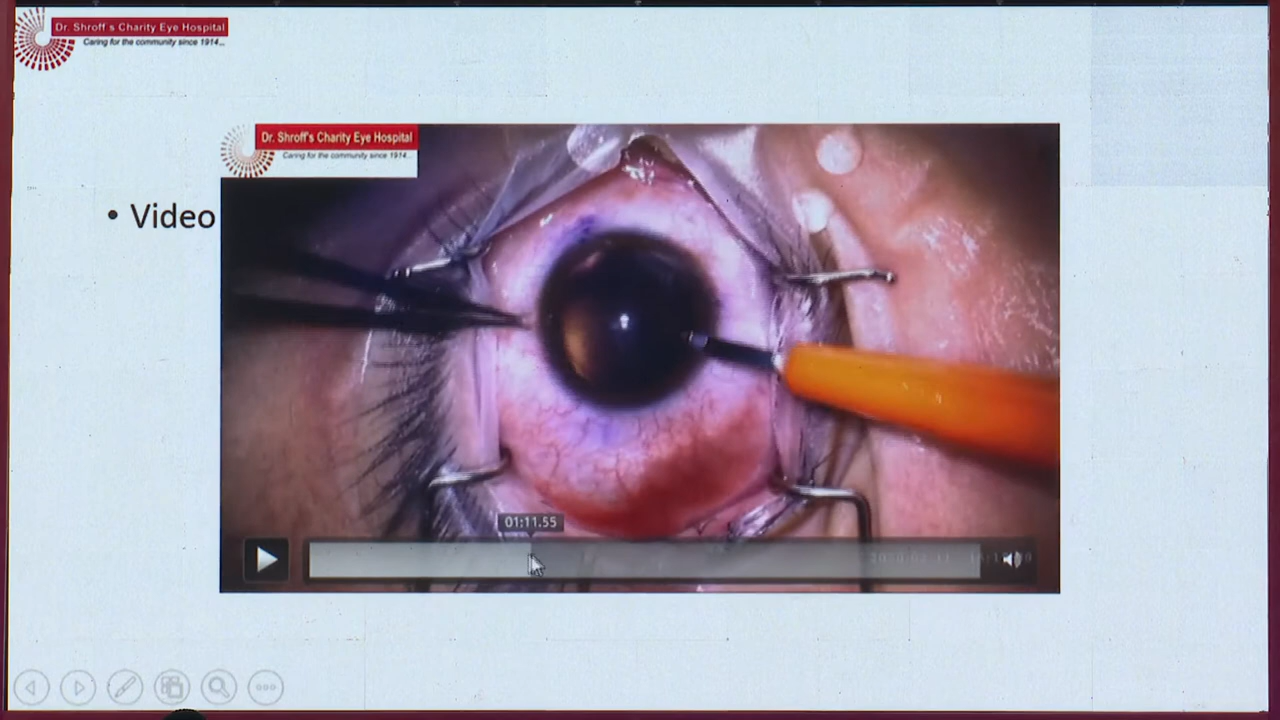 Dr. Shroff's Charity Eye Hospital
Caring for the community since 1914...
Dr. Shroff's Charity Eye Hospital
Caring for the community since 1914...
• Video
01:11.55